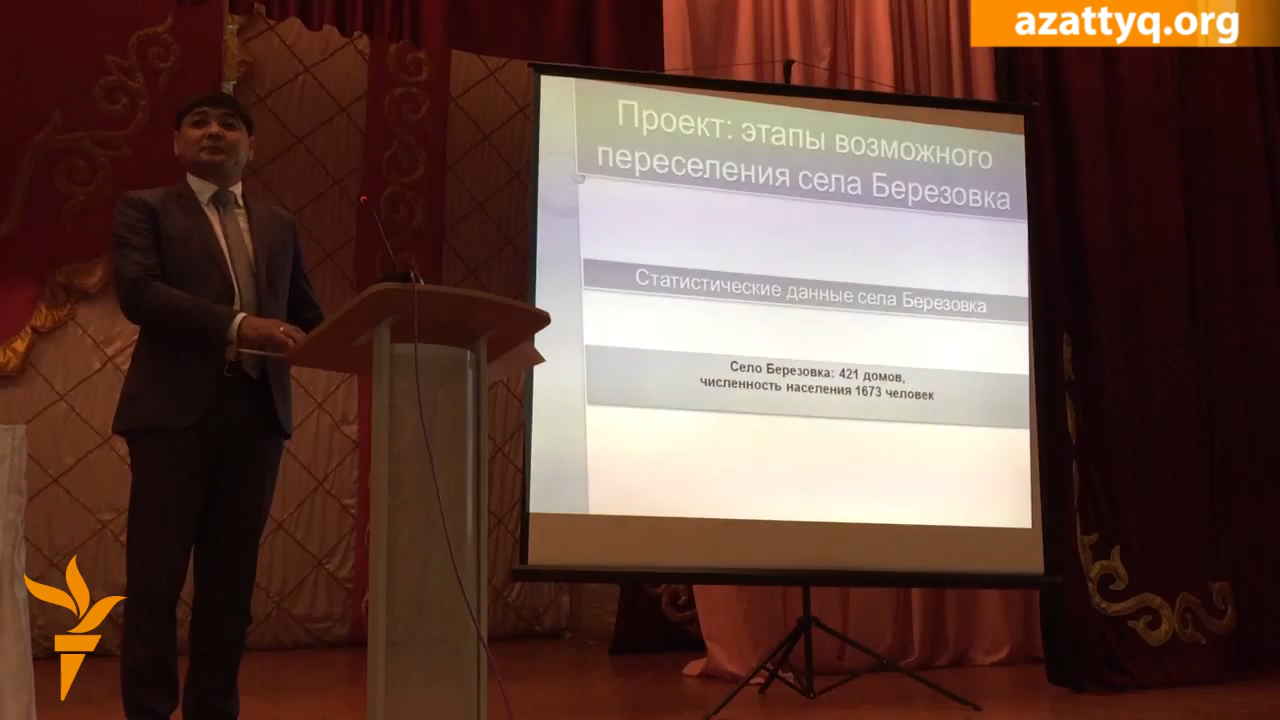 azattyq.org
Проект: этапы возможного
переселения села Березовка
Статистические данные села Березовка
Село Березовка: 421 домов,
численность населения 1673 человек